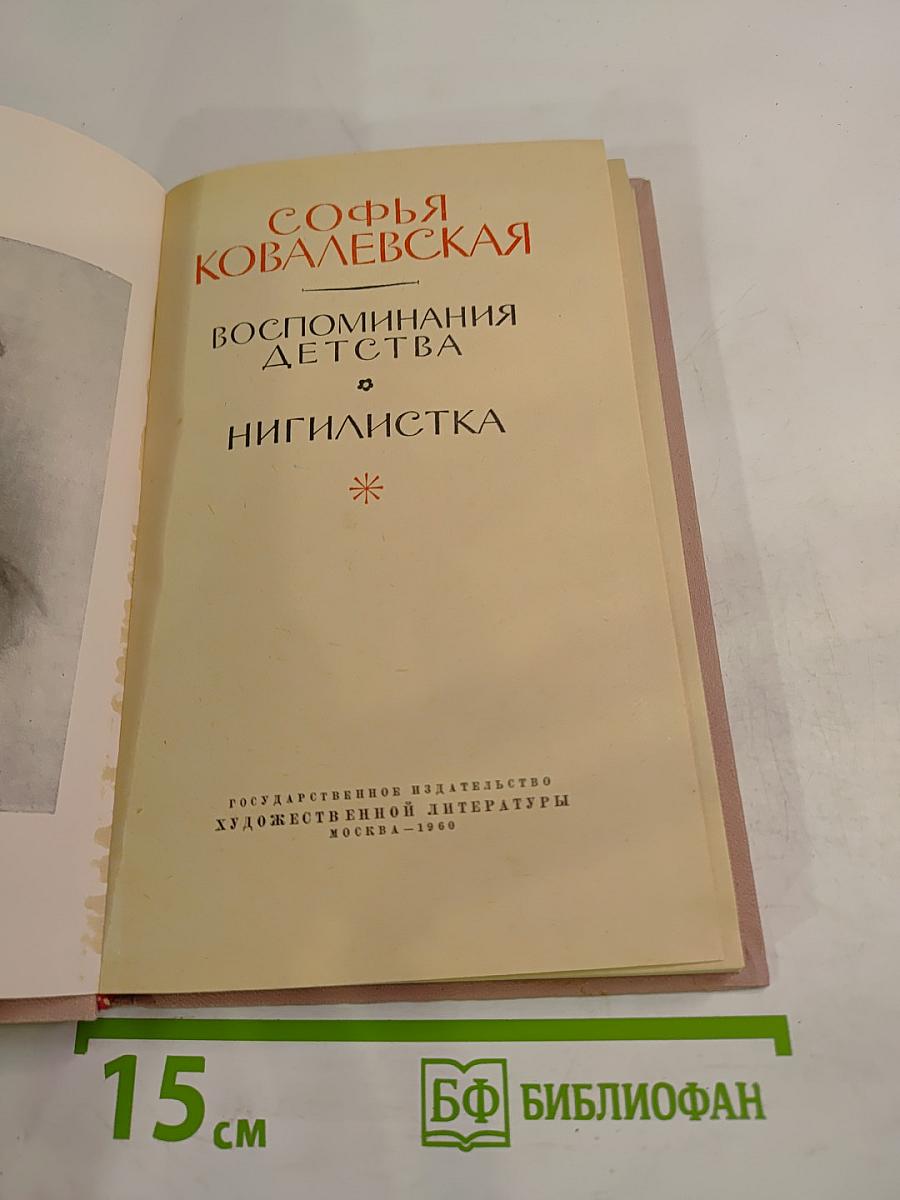 СОФЬЯ
КОВАЛЕВСКАЯ
ВОСПОМИНАНИЯ
ДЕТСТВА
НИГИЛИСТКА
ГОСУДАРСТВЕННОЕ ИЗДАТЕЛЬСТВО
ХУДОЖЕСТВЕННОЙ ЛИТЕРАТУРЫ
МОСКВА — 1960
15 см
БФ БИБЛИОФАН